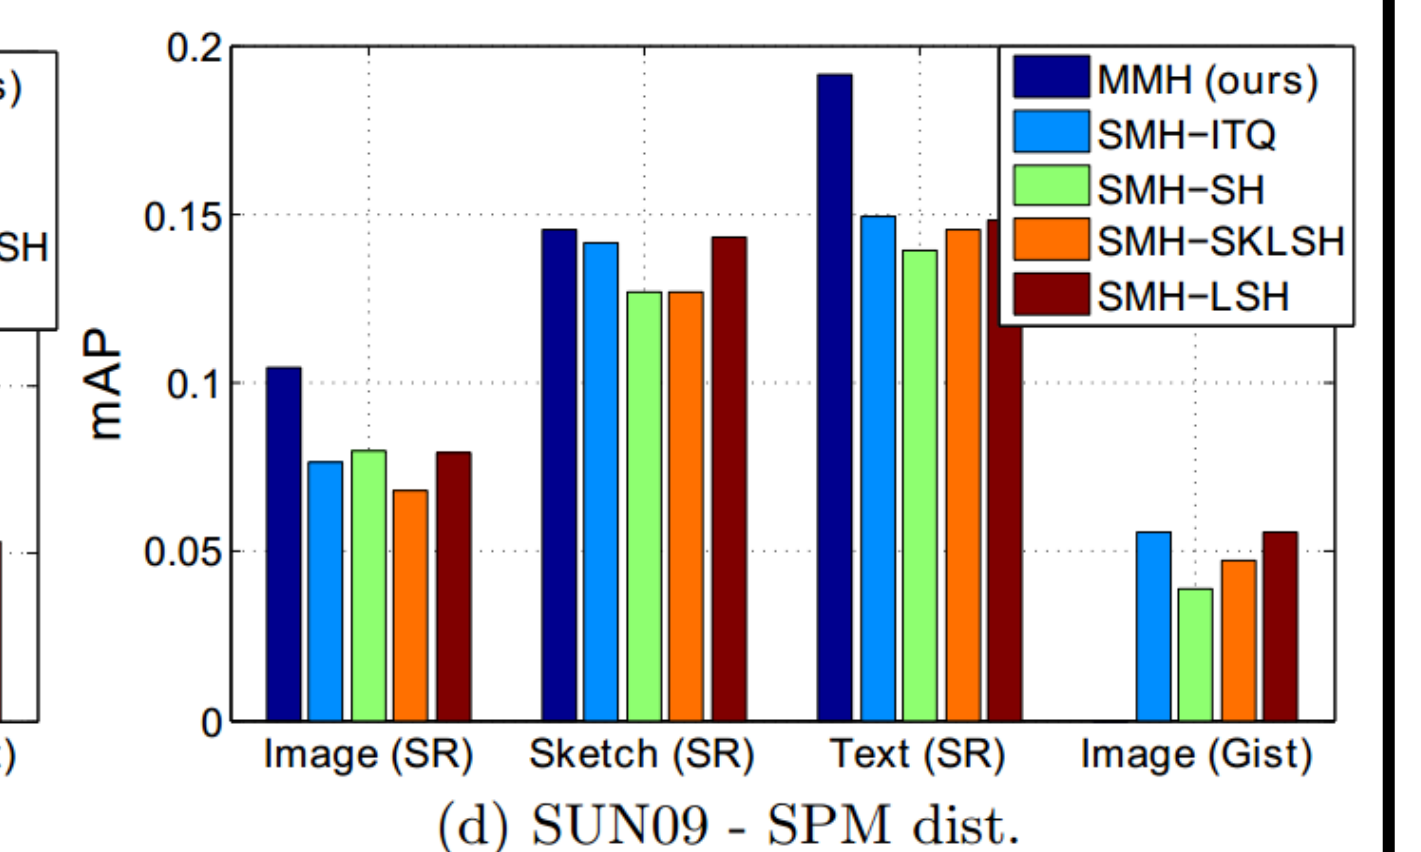 s)
SH
t)
mAP
0.2
0.15
0.1
0.05
0
MMH (ours)
SMH−ITQ
SMH−SH
SMH−SKLSH
SMH−LSH
Image (SR) Sketch (SR) Text (SR) Image (Gist)
(d) SUN09 - SPM dist.